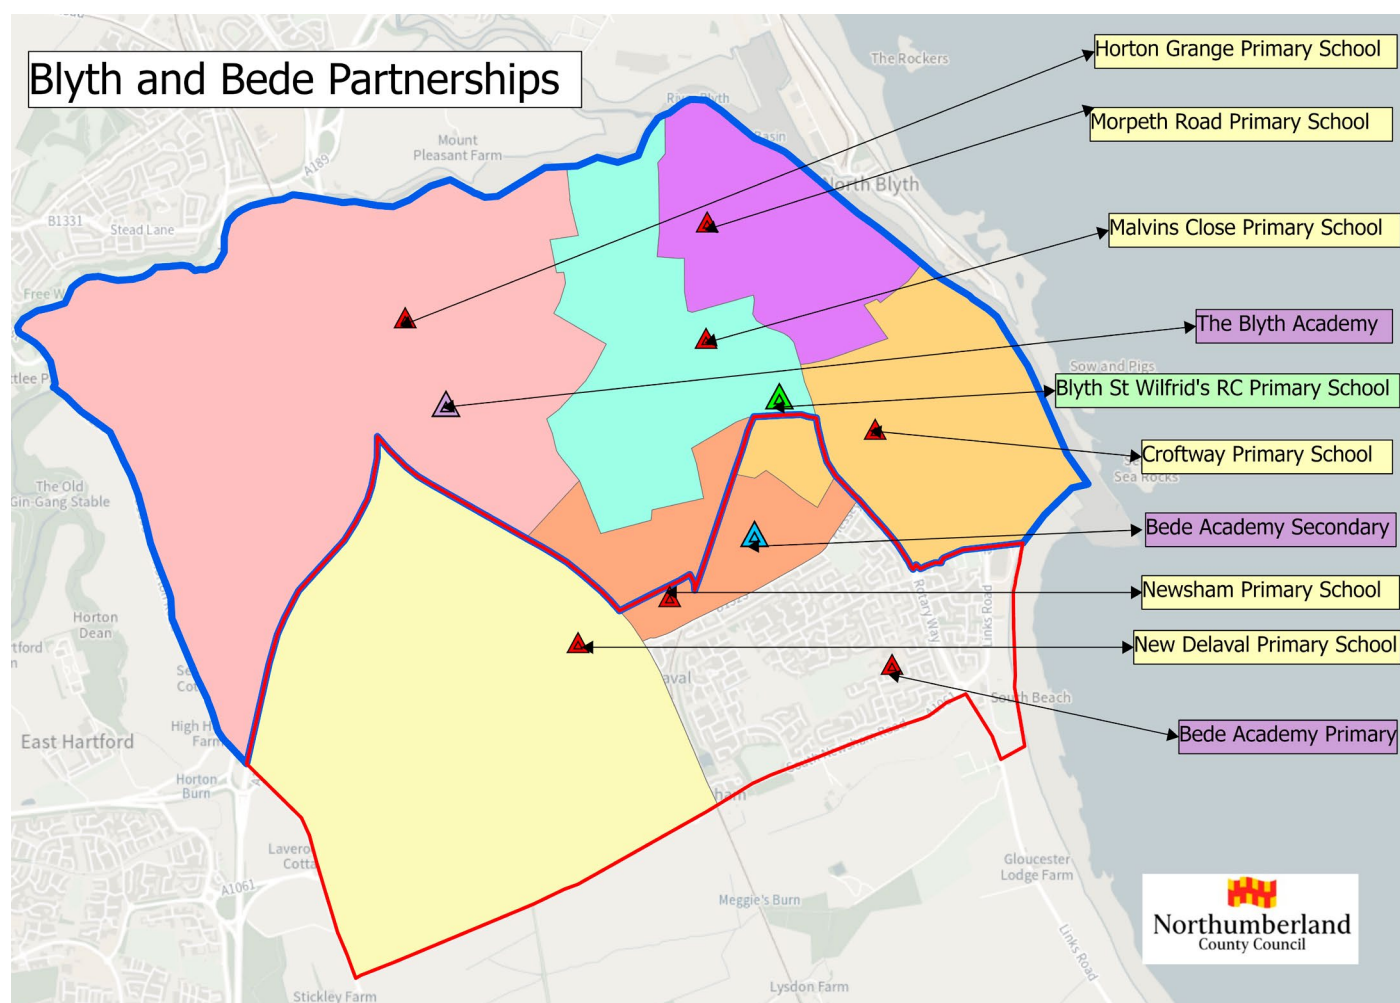 Blyth and Bede Partnerships
Horton Grange Primary School
Morpeth Road Primary School
Malvins Close Primary School
The Blyth Academy
Blyth St Wilfrid's RC Primary School
Croftway Primary School
Bede Academy Secondary
Newsham Primary School
New Delaval Primary School
Bede Academy Primary
The Rockers
Mount
Pleasant Farm
A189
B1331
Stead Lane
North Blyth
Sow and Pigs
Sea Rocks
The Old
Gin-Gang Stable
Horton
Dean
East Hartford
Horton
Burn
A1061
Rotary Way
Links Road
South Beach
Meggie's Burn
Gloucester
Lodge Farm
Links Road
Lysdon Farm
Stickley Farm
Northumberland
County Council